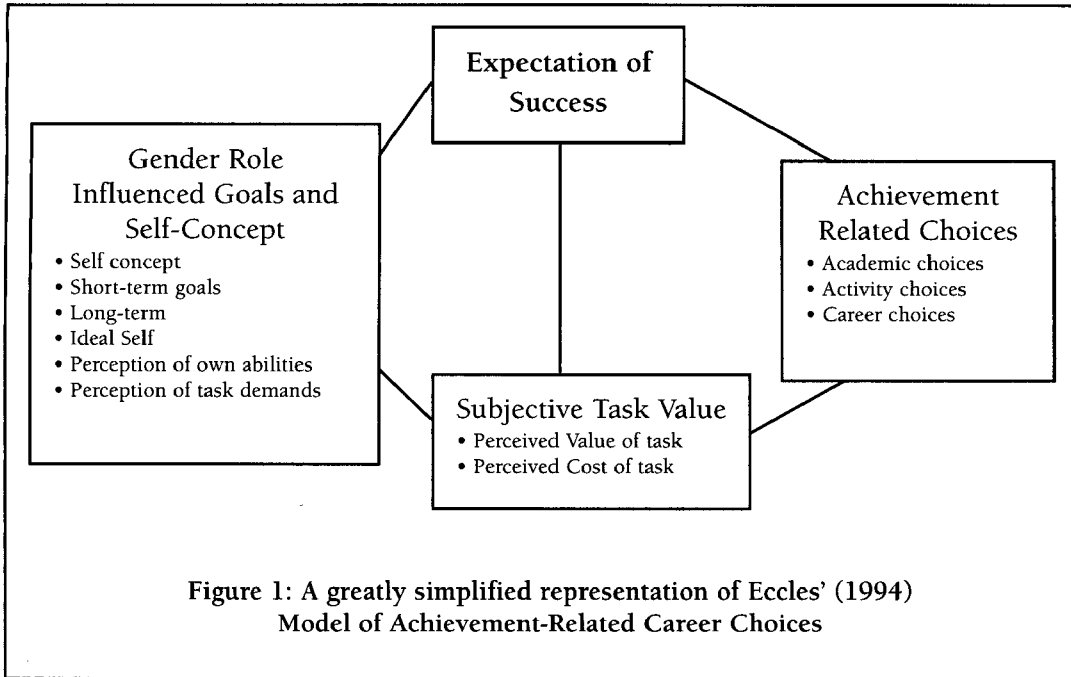 Expectation of
Success
Gender Role
Influenced Goals and
Self-Concept
• Self concept
• Short-term goals
• Long-term
• Ideal Self
• Perception of own abilities
• Perception of task demands
Achievement
Related Choices
• Academic choices
• Activity choices
• Career choices
Subjective Task Value
• Perceived Value of task
• Perceived Cost of task
Figure 1: A greatly simplified representation of Eccles’ (1994)
Model of Achievement-Related Career Choices